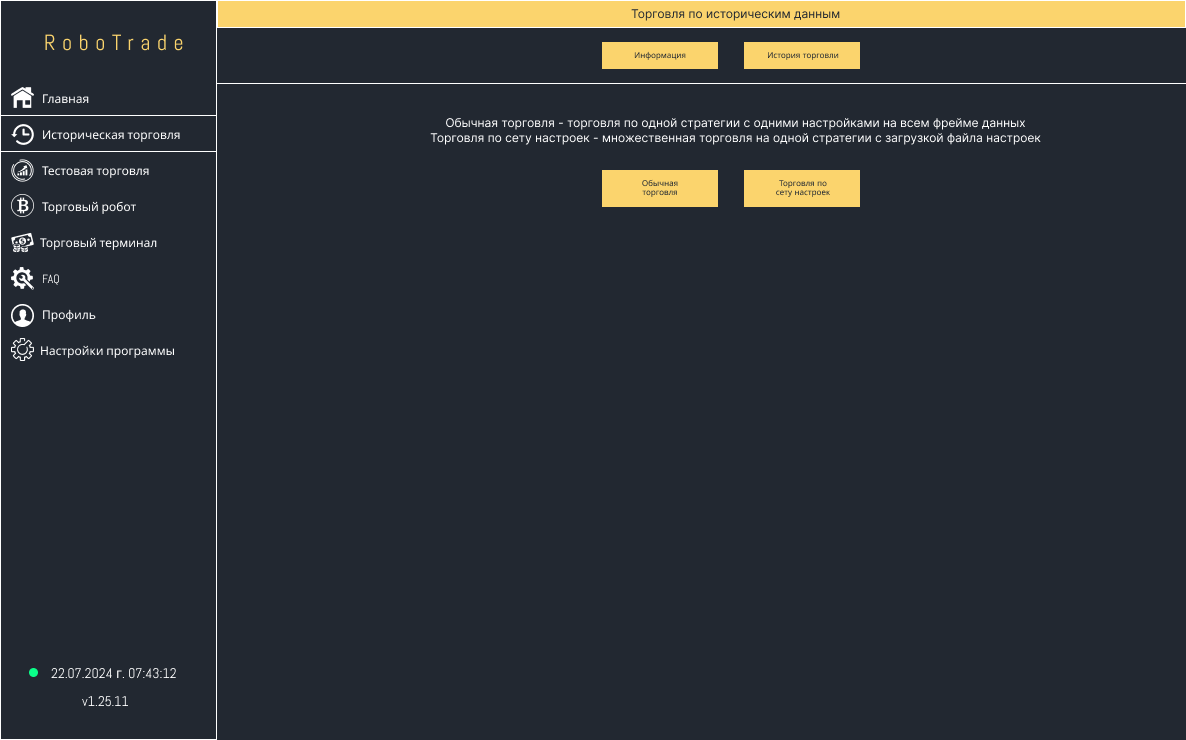 RoboTrade
Главная
Историческая торговля
Тестовая торговля
Торговый робот
Торговый терминал
FAQ
Профиль
Настройки программы
22.07.2024 г. 07:43:12
v1.25.11
Торговля по историческим данным
Информация
История торговли
Обычная торговля - торговля по одной стратегии с одними настройками на всем фрейме данных
Торговля по сету настроек - множественная торговля на одной стратегии с загрузкой файла настроек
Обычная
торговля
Торговля по
сету настроек